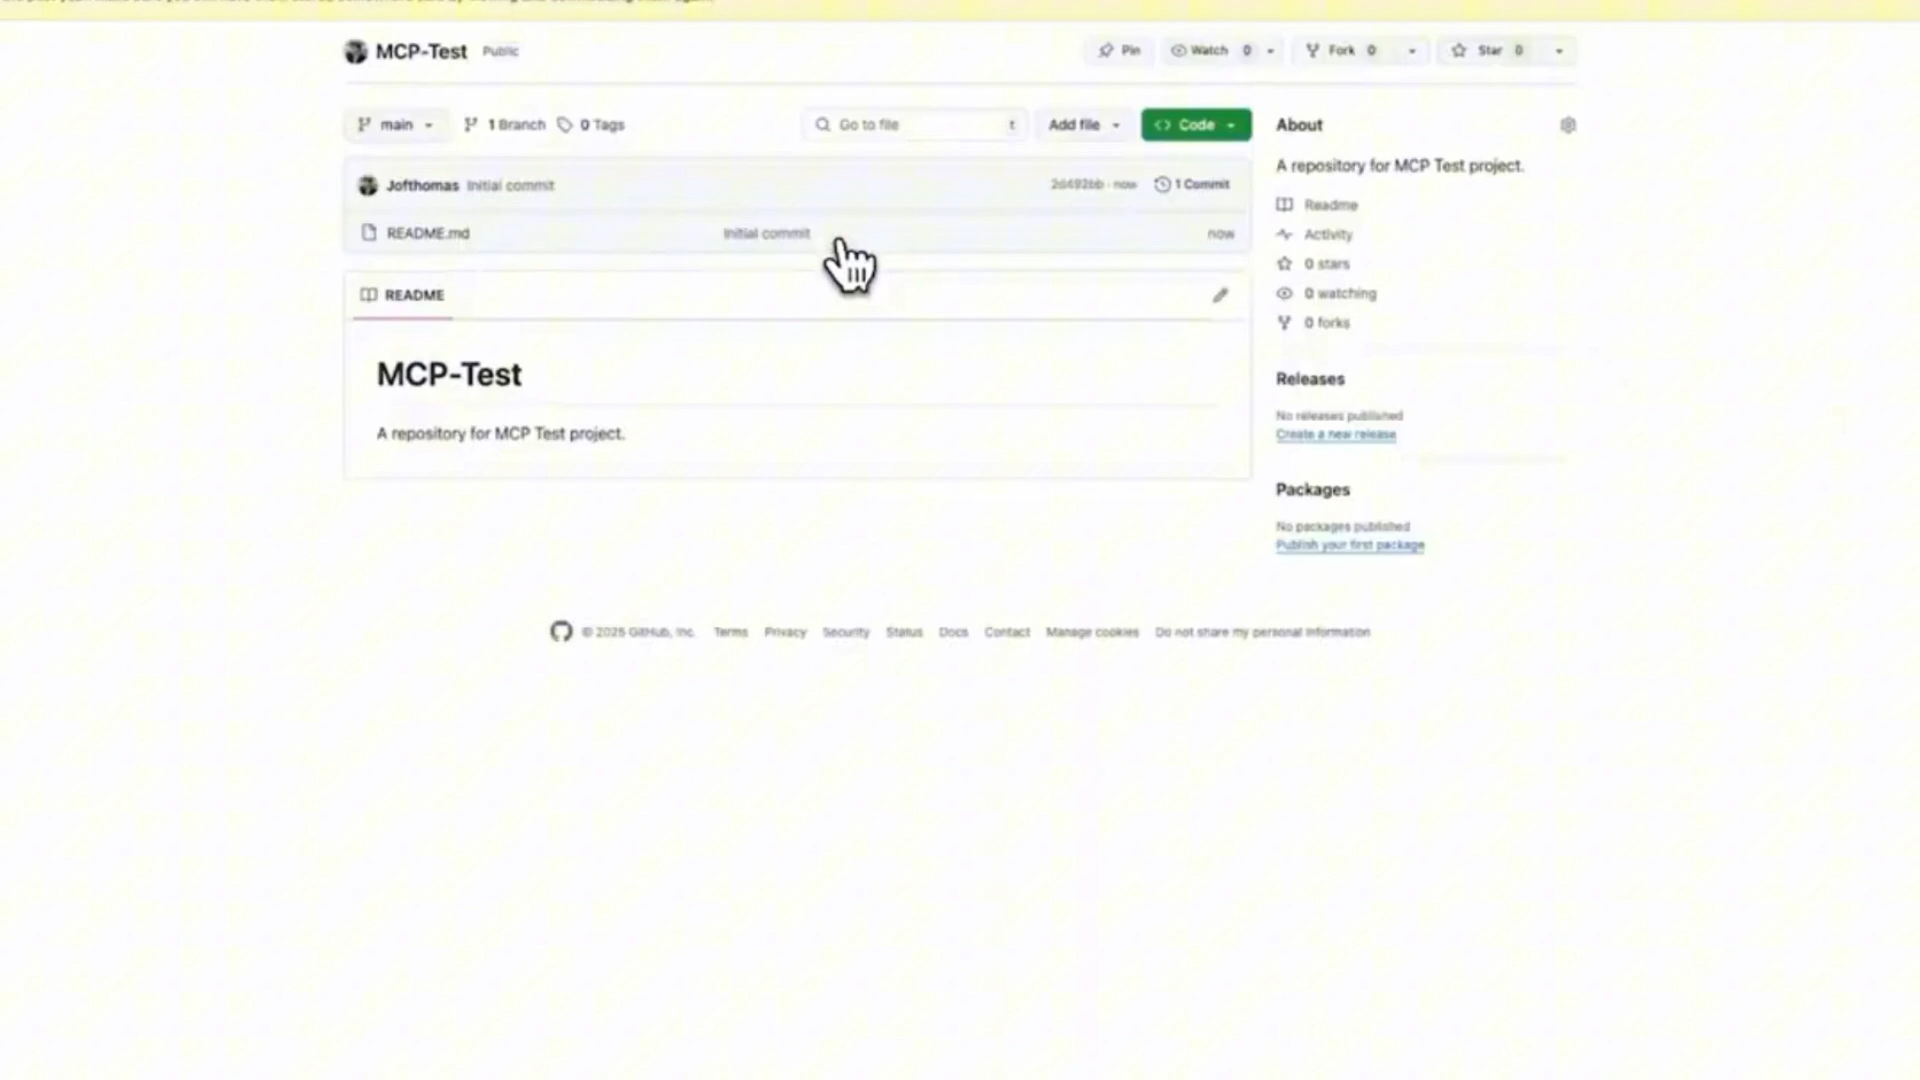 MCP-Test Public
Pin
Watch 0
Fork 0
Star 0
main
1 Branch
0 Tags
Go to file
t
Add file
Code
Jofthomas Initial commit
now
1 Commit
README.md
Initial commit
now
README
MCP-Test
A repository for MCP Test project.
About
A repository for MCP Test project.
Readme
Activity
0 stars
0 watching
0 forks
Releases
No releases published
Create a new release
Packages
No packages published
Publish your first package
© 2025 GitHub, Inc. Terms Privacy Security Status Docs Contact Manage cookies Do not share my personal information